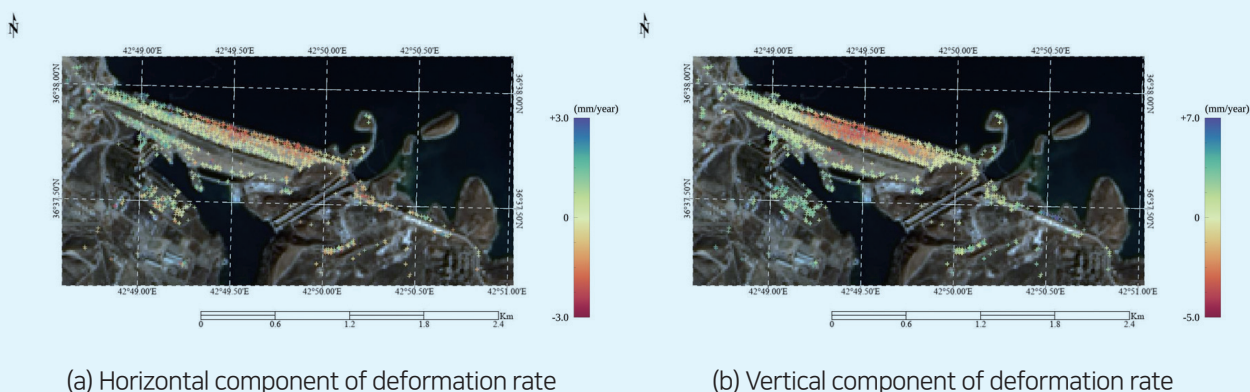 N
42°49.00'E 42°49.50'E 42°50.00'E 42°50.50'E
36°38.00'N
36°38.00'N
36°37.50'N
36°37.50'N
42°49.00'E 42°49.50'E 42°50.00'E 42°50.50'E 42°51.00'E
(mm/year)
+3.0
0
-3.0
Km
0 0.6 1.2 1.8 2.4
(a) Horizontal component of deformation rate
N
42°49.00'E 42°49.50'E 42°50.00'E 42°50.50'E
36°38.00'N
36°38.00'N
36°37.50'N
36°37.50'N
42°49.00'E 42°49.50'E 42°50.00'E 42°50.50'E 42°51.00'E
(mm/year)
+7.0
0
-5.0
Km
0 0.6 1.2 1.8 2.4
(b) Vertical component of deformation rate